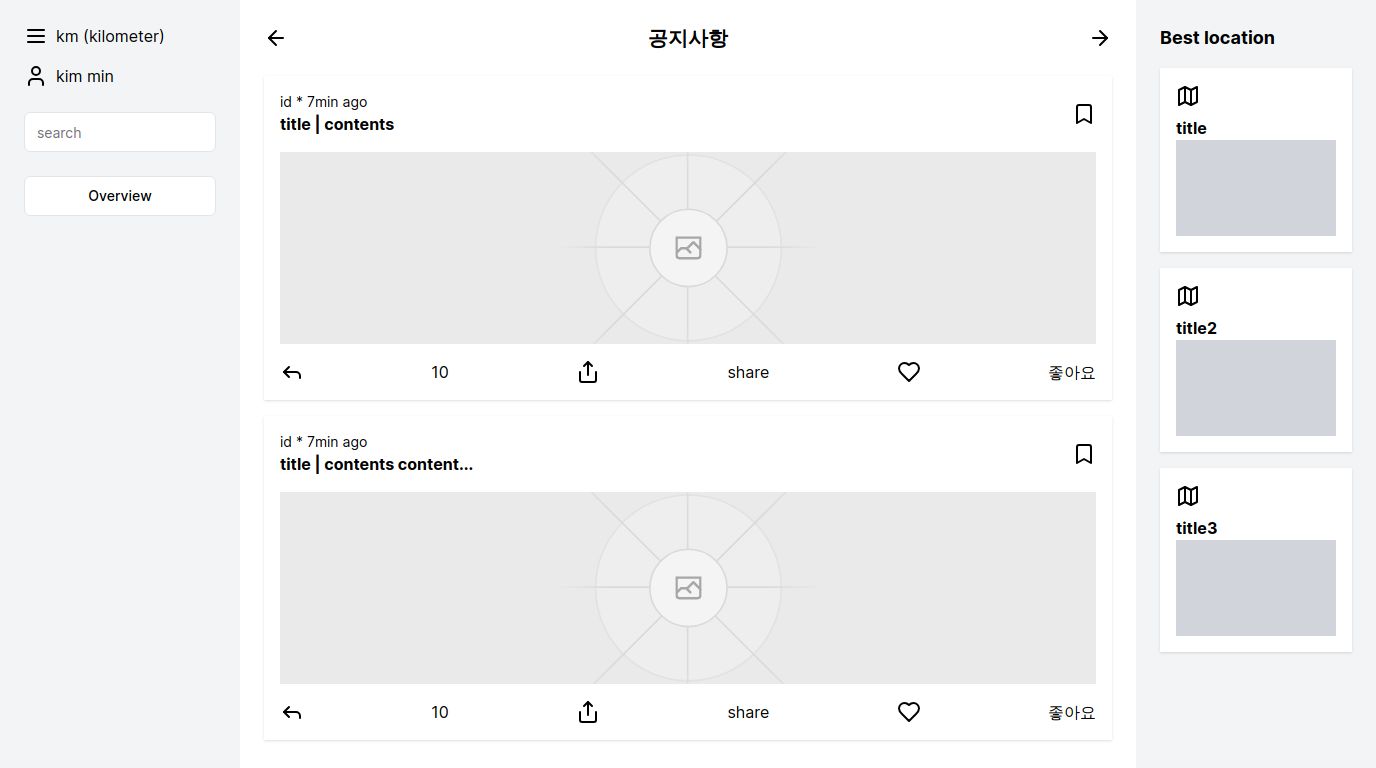 km (kilometer)
kim min
search
Overview
공지사항
id * 7min ago
title | contents
10
share
좋아요
id * 7min ago
title | contents content...
10
share
좋아요
Best location
title
title2
title3